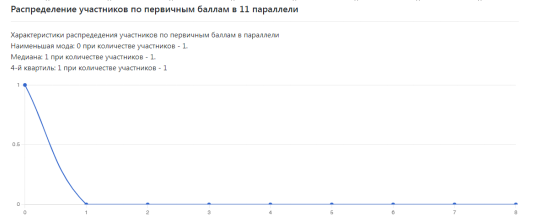 Распределение участников по первичным баллам в 11 параллели
Характеристики распредедения участников по первичным баллам в параллели
Наименьшая мода: 0 при количестве участников - 1.
Медиана: 1 при количестве участников - 1.
4-й квартиль: 1 при количестве участников - 1
1
0.5
0
0 1 2 3 4 5 6 7 8